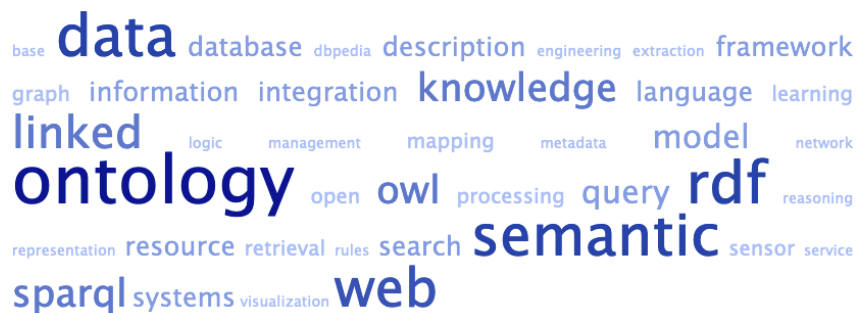 base data database dbpedia description engineering extraction framework
graph information integration knowledge language learning
linked logic management mapping metadata model network
ontology open owl processing query rdf reasoning
representation resource retrieval rules search semantic sensor service
sparql systems visualization web